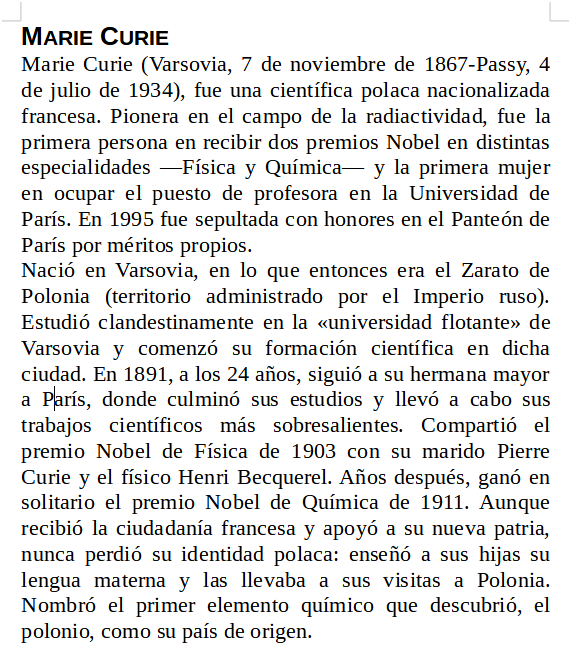 MARIE CURIE
Marie Curie (Varsovia, 7 de noviembre de 1867-Passy, 4
de julio de 1934), fue una científica polaca nacionalizada
francesa. Pionera en el campo de la radiactividad, fue la
primera persona en recibir dos premios Nobel en distintas
especialidades —Física y Química— y la primera mujer
en ocupar el puesto de profesora en la Universidad de
París. En 1995 fue sepultada con honores en el Panteón de
París por méritos propios.
Nació en Varsovia, en lo que entonces era el Zarato de
Polonia (territorio administrado por el Imperio ruso).
Estudió clandestinamente en la «universidad flotante» de
Varsovia y comenzó su formación científica en dicha
ciudad. En 1891, a los 24 años, siguió a su hermana mayor
a París, donde culminó sus estudios y llevó a cabo sus
trabajos científicos más sobresalientes. Compartió el
premio Nobel de Física de 1903 con su marido Pierre
Curie y el físico Henri Becquerel. Años después, ganó en
solitario el premio Nobel de Química de 1911. Aunque
recibió la ciudadanía francesa y apoyó a su nueva patria,
nunca perdió su identidad polaca: enseñó a sus hijas su
lengua materna y las llevaba a sus visitas a Polonia.
Nombró el primer elemento químico que descubrió, el
polonio, como su país de origen.